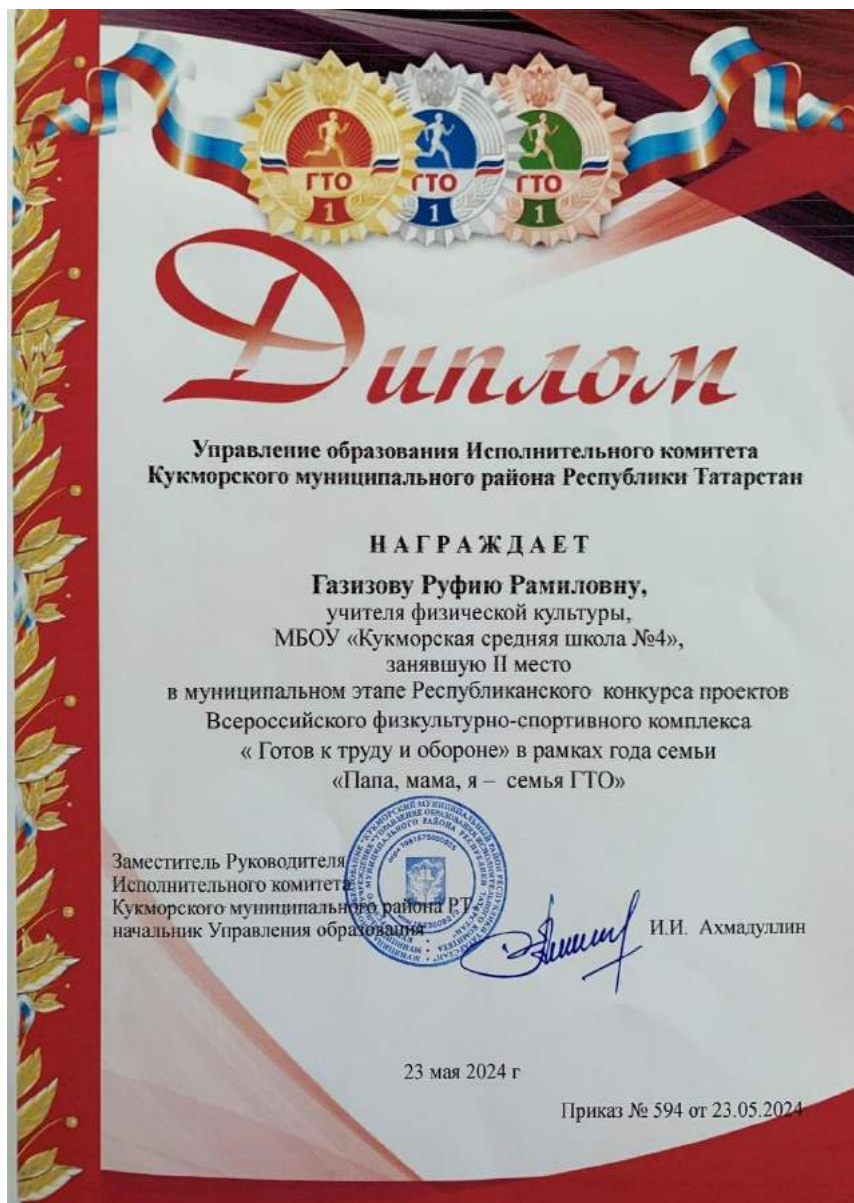 ГТО
1
ГТО
1
ГТО
1
Диплом
Управление образования Исполнительного комитета
Кукморского муниципального района Республики Татарстан
НАГРАЖДАЕТ
Газизову Руфию Рамиловну,
учителя физической культуры,
МБОУ «Кукморская средняя школа №4»,
занявшую II место
в муниципальном этапе Республиканского конкурса проектов
Всероссийского физкультурно-спортивного комплекса
« Готов к труду и обороне» в рамках года семьи
«Папа, мама, я – семья ГТО»
Заместитель Руководителя
Исполнительного комитета
Кукморского муниципального района РТ
начальник Управления образования
И.И. Ахмадуллин
23 мая 2024 г
Приказ № 594 от 23.05.2024